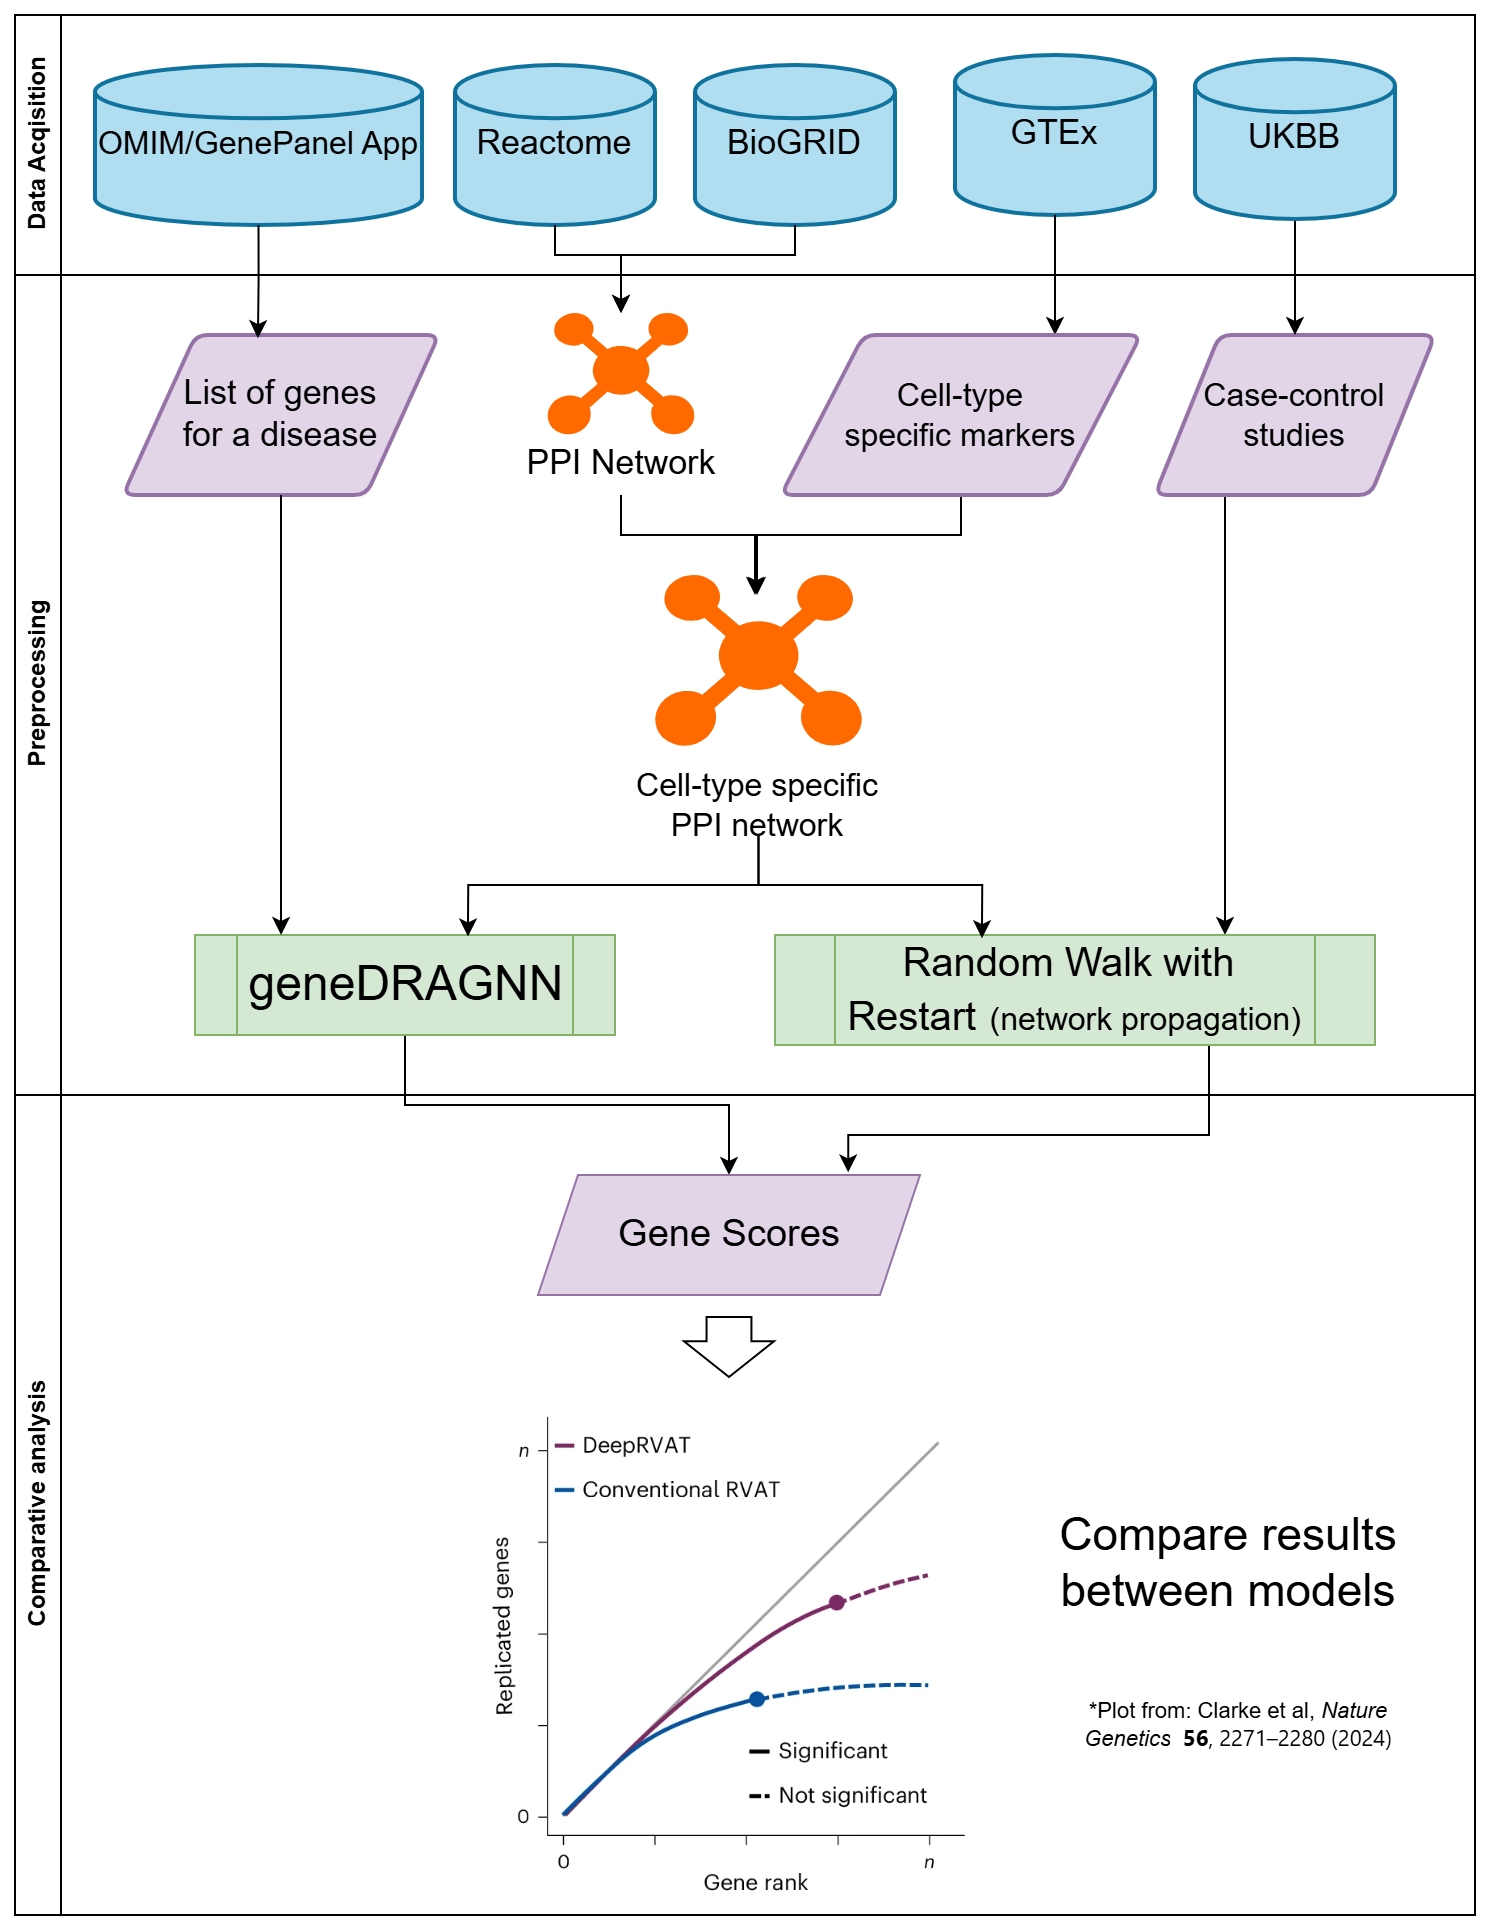 Data Acqisition
OMIM/GenePanel App
Reactome
BioGRID
GTEx
UKBB
Preprocessing
List of genes
for a disease
PPI Network
Cell-type
specific markers
Case-control
studies
Cell-type specific
PPI network
geneDRAGNN
Random Walk with
Restart (network propagation)
Comparative analysis
Gene Scores
n
DeepRVAT
Conventional RVAT
Replicated genes
Significant
Not significant
0
0
n
Gene rank
Compare results
between models
*Plot from: Clarke et al, Nature
Genetics 56, 2271–2280 (2024)